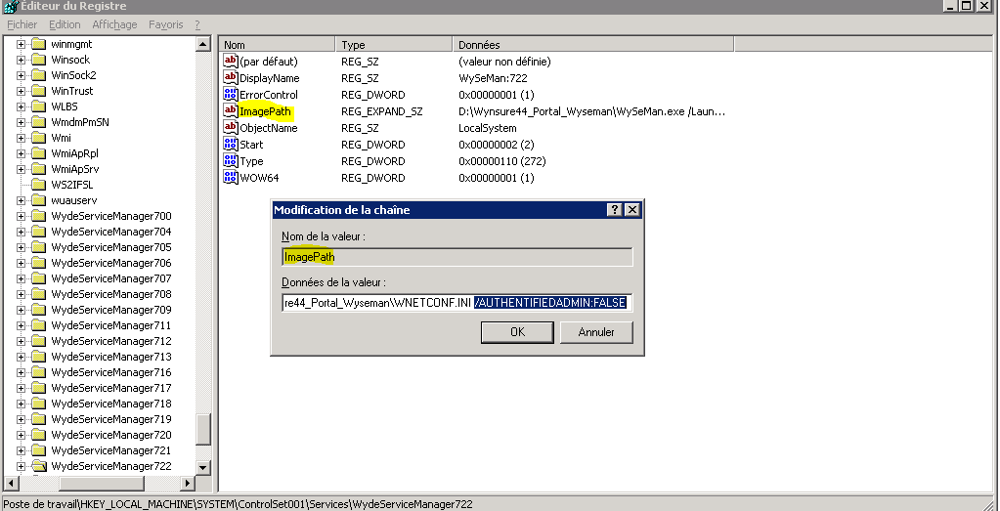 Éditeur du Registre
Fichier Edition Affichage Favoris ?
winmgmt
Winsock
WinSock2
WinTrust
WLBS
WmdmPmSN
Wmi
WmiApRpl
WmiApSrv
WS2IFSL
wuauserv
WydeServiceManager700
WydeServiceManager704
WydeServiceManager705
WydeServiceManager706
WydeServiceManager707
WydeServiceManager708
WydeServiceManager709
WydeServiceManager711
WydeServiceManager712
WydeServiceManager713
WydeServiceManager716
WydeServiceManager717
WydeServiceManager718
WydeServiceManager719
WydeServiceManager720
WydeServiceManager721
WydeServiceManager722
Nom Type Données
(par défaut) REG_SZ (valeur non définie)
DisplayName REG_SZ WySeMan:722
ErrorControl REG_DWORD 0x00000001 (1)
ImagePath REG_EXPAND_SZ D:\Wynsure44_Portal_Wyseman\WySeMan.exe /Laun...
ObjectName REG_SZ LocalSystem
Start REG_DWORD 0x00000002 (2)
Type REG_DWORD 0x00000110 (272)
WOW64 REG_DWORD 0x00000001 (1)
Modification de la chaîne
Nom de la valeur :
ImagePath
Données de la valeur :
re44_Portal_Wyseman\WNETCONF.INI /AUTHENTIFIEDADMIN:FALSE
OK Annuler
Poste de travail\HKEY_LOCAL_MACHINE\SYSTEM\ControlSet001\Services\WydeServiceManager722